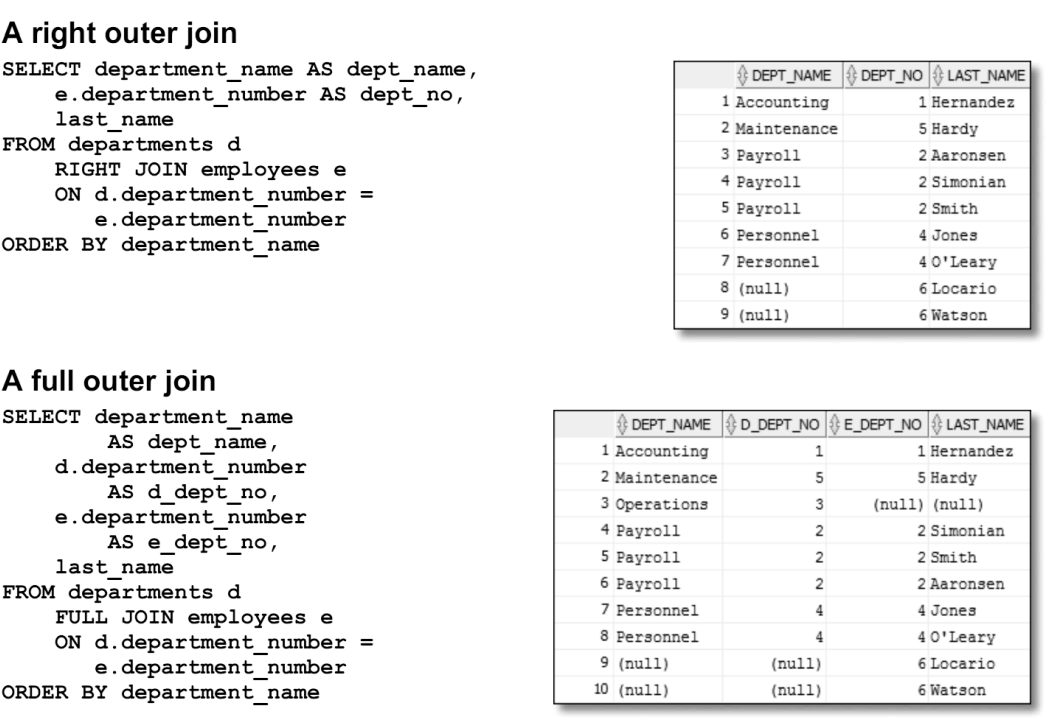 A right outer join
SELECT department_name AS dept_name,
    e.department_number AS dept_no,
    last_name
FROM departments d
    RIGHT JOIN employees e
    ON d.department_number =
       e.department_number
ORDER BY department_name
DEPT_NAME DEPT_NO LAST_NAME
1 Accounting 1 Hernandez
2 Maintenance 5 Hardy
3 Payroll 2 Aaronsen
4 Payroll 2 Simonian
5 Payroll 2 Smith
6 Personnel 4 Jones
7 Personnel 4 O'Leary
8 (null) 6 Locario
9 (null) 6 Watson
A full outer join
SELECT department_name
        AS dept_name,
    d.department_number
        AS d_dept_no,
    e.department_number
        AS e_dept_no,
    last_name
FROM departments d
    FULL JOIN employees e
    ON d.department_number =
       e.department_number
ORDER BY department_name
DEPT_NAME D_DEPT_NO E_DEPT_NO LAST_NAME
1 Accounting 1 1 Hernandez
2 Maintenance 5 5 Hardy
3 Operations 3 (null) (null)
4 Payroll 2 2 Simonian
5 Payroll 2 2 Smith
6 Payroll 2 2 Aaronsen
7 Personnel 4 4 Jones
8 Personnel 4 4 O'Leary
9 (null) (null) 6 Locario
10 (null) (null) 6 Watson